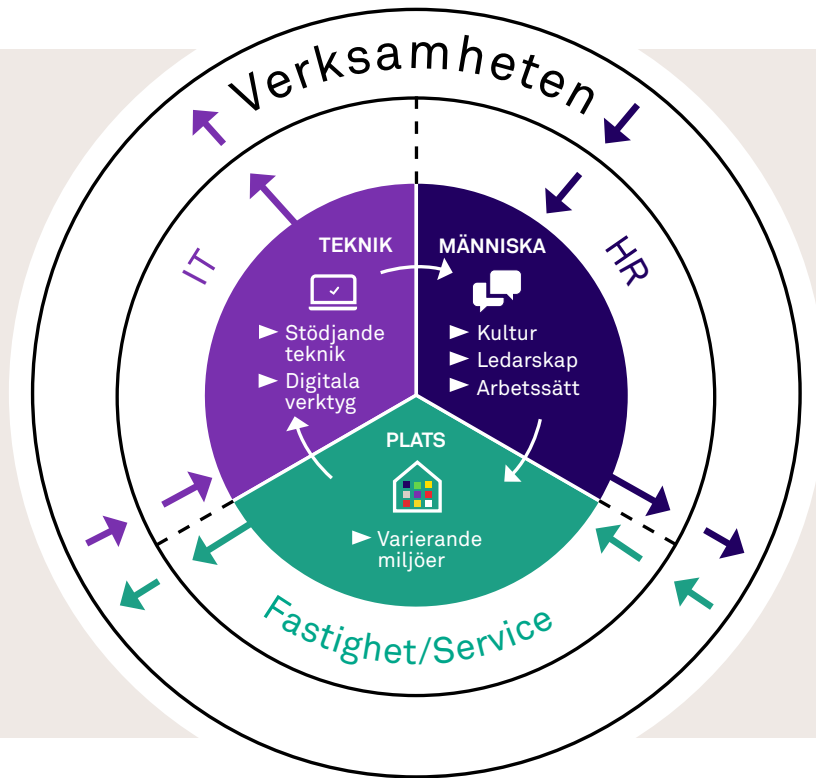 Verksamheten
IT
HR
TEKNIK
Stödjande
teknik
Digitala
verktyg
MÄNNISKA
Kultur
Ledarskap
Arbetssätt
PLATS
Varierande
miljöer
Fastighet/Service